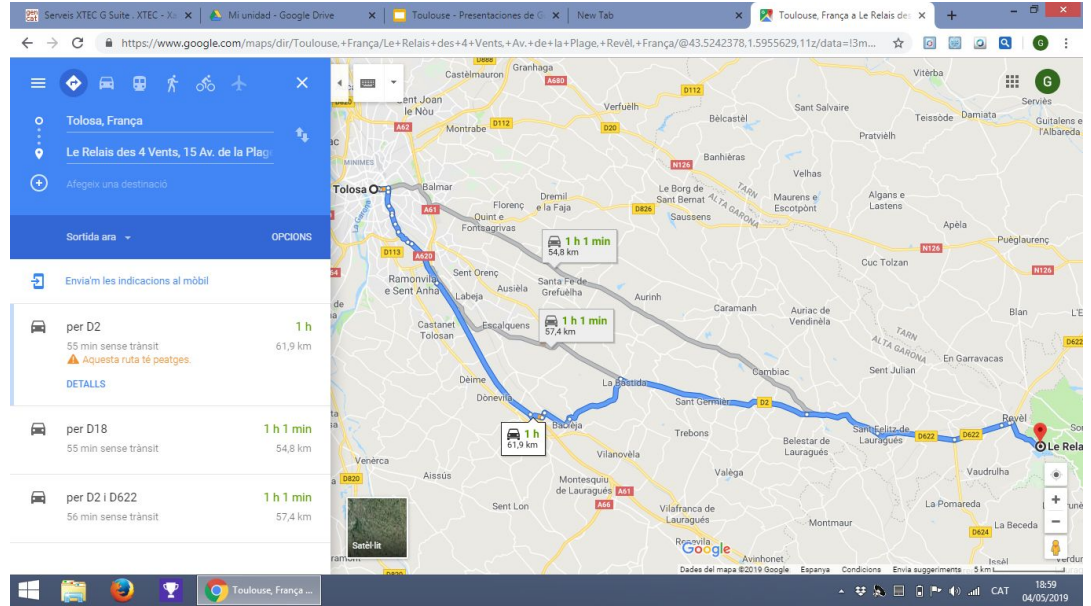 Serveis XTEC G Suite . XTEC - Xa
Mi unidad - Google Drive
Toulouse - Presentaciones de G
New Tab
Toulouse, França a Le Relais des
https://www.google.com/maps/dir/Toulouse,+França/Le+Relais+des+4+Vents,+Av.+de+la+Plage,+Revèl,+França/@43.5242378,1.5955629,11z/data=!3m...
G
Tolosa, França
Le Relais des 4 Vents, 15 Av. de la Plag
Afegeix una destinació
Sortida ara
OPCIONS
Envia'm les indicacions al mòbil
per D2 1 h
55 min sense trànsit 61,9 km
Aquesta ruta té peatges.
DETALLS
per D18 1 h 1 min
55 min sense trànsit 54,8 km
per D2 i D622 1 h 1 min
56 min sense trànsit 57,4 km
D888
Granhaga
Castèlmauron
A680
Vitèrba
G
Serviès
D112
ent Joan
le Nòu
Verfuèlh
Sant Salvaire
Teissòde
Damiata
Guitalens e
l'Albareda
Bèlcastèl
A62
Montrabe
D112
D20
Pratvièlh
MINIMES
Banhièras
N126
Velhas
Tolosa
Balmar
Le Borg de
Sant Bernat
TARN
ALTA GARONA
Maurens e
Escotpònt
Algans e
Lastens
La Garona
A61
Florenç
Dremil
e la Faja
D826
Saussens
Quint e
Fontsagrivas
Apèla
Puèglaurenç
D113
A620
1 h 1 min
54,8 km
N126
Cuc Tolzan
N126
Ramonvila
e Sent Anha
Sent Orenç
Labeja
Ausièla
Santa Fe de
Grefuèlha
Aurinh
Caramanh
Auriac de
Vendinèla
Blan
Castanet
Tolosan
Escalquens
1 h 1 min
57,4 km
TARN
ALTA GARONA
D622
En Garravacas
Cambiac
Sent Julian
Dèime
La Bastida
Donevila
Sant Germièr
D2
Revèl
1 h
61,9 km
Vasièja
Trebons
Sant Felitz de
Lauragués
D622
D622
Belestar de
Lauragués
Le Rela
Vilanovèla
Venèrca
D820
Aissús
Valèga
Vaudrulha
Montesquiu
de Lauragués
A61
Sent Lon
A66
Vilafranca de
Lauragués
Montmaur
La Pomareda
D624
La Beceda
Satèl·lit
Google
Avinhonet
Issèl
Dades del mapa ©2019 Google Espanya Condicions Envia suggeriments 5 km
Toulouse, França ...
CAT
18:59
04/05/2019